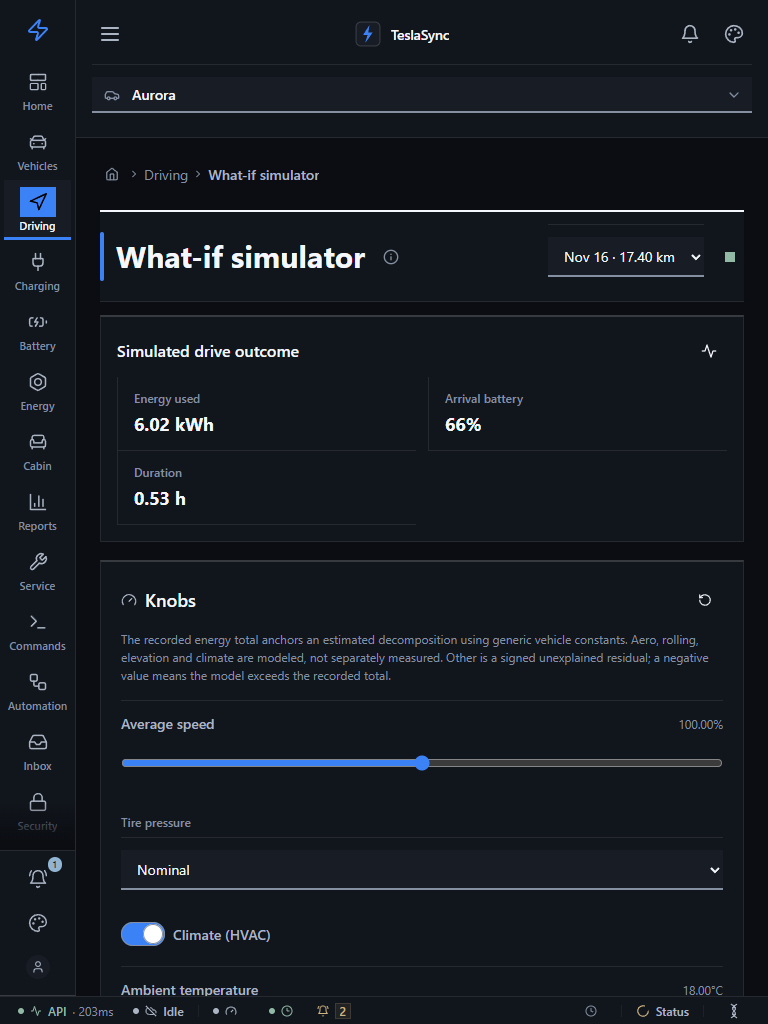 TeslaSync
Aurora
Home
Vehicles
Driving
Charging
Battery
Energy
Cabin
Reports
Service
Commands
Automation
Inbox
Security
1
Driving
What-if simulator
What-if simulator
Nov 16 · 17.40 km
Simulated drive outcome
Energy used
6.02 kWh
Arrival battery
66%
Duration
0.53 h
Knobs
The recorded energy total anchors an estimated decomposition using generic vehicle constants. Aero, rolling,
elevation and climate are modeled, not separately measured. Other is a signed unexplained residual; a negative
value means the model exceeds the recorded total.
Average speed
100.00%
Tire pressure
Nominal
Climate (HVAC)
Ambient temperature
18.00°C
API · 203ms
Idle
2
Status